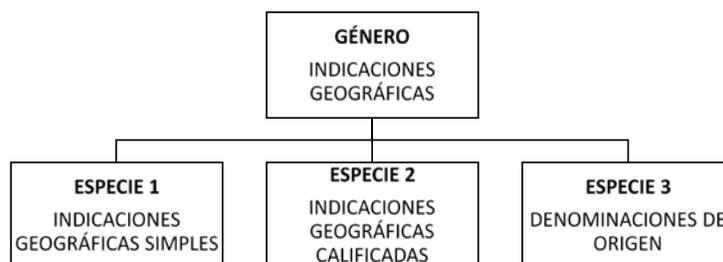 GÉNERO
INDICACIONES
GEOGRÁFICAS
ESPECIE 1
INDICACIONES
GEOGRÁFICAS SIMPLES
ESPECIE 2
INDICACIONES
GEOGRÁFICAS
CALIFICADAS
ESPECIE 3
DENOMINACIONES DE
ORIGEN